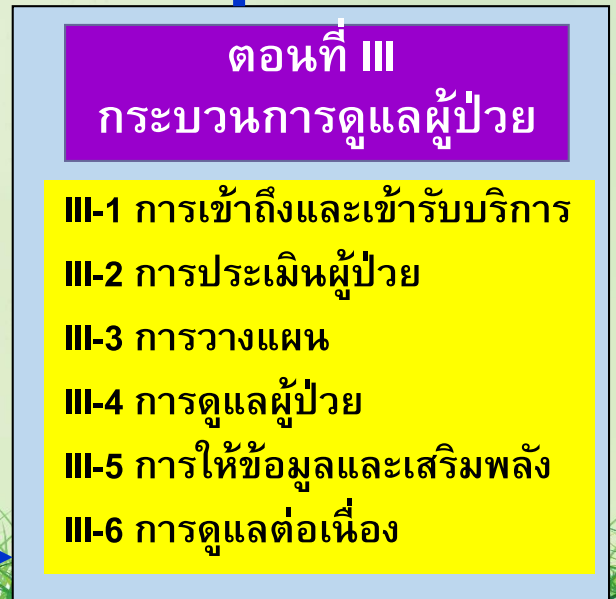 ตอนที่ III
กระบวนการดูแลผู้ป่วย
III-1 การเข้าถึงและเข้ารับบริการ
III-2 การประเมินผู้ป่วย
III-3 การวางแผน
III-4 การดูแลผู้ป่วย
III-5 การให้ข้อมูลและเสริมพลัง
III-6 การดูแลต่อเนื่อง